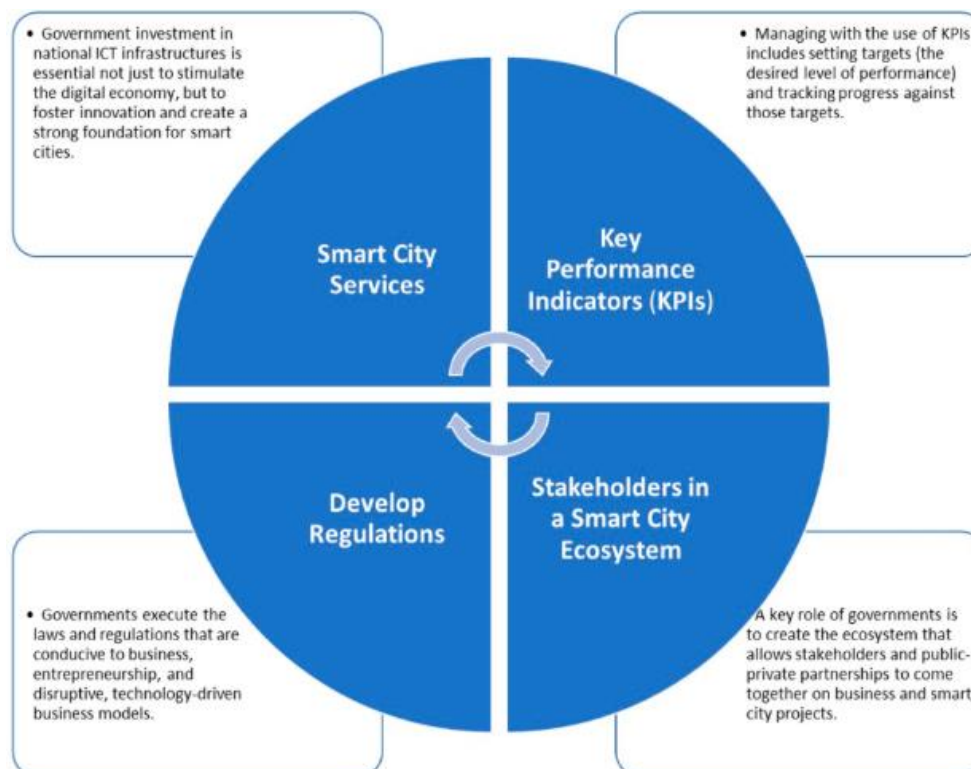 • Government investment in
national ICT infrastructures is
essential not just to stimulate
the digital economy, but to
foster innovation and create a
strong foundation for smart
cities.
• Managing with the use of KPIs
includes setting targets (the
desired level of performance)
and tracking progress against
those targets.
Smart City
Services
Key
Performance
Indicators (KPIs)
Develop
Regulations
Stakeholders in
a Smart City
Ecosystem
• Governments execute the
laws and regulations that are
conducive to business,
entrepreneurship, and
disruptive, technology-driven
business models.
A key role of governments is
to create the ecosystem that
allows stakeholders and public-
private partnerships to come
together on business and smart
city projects.